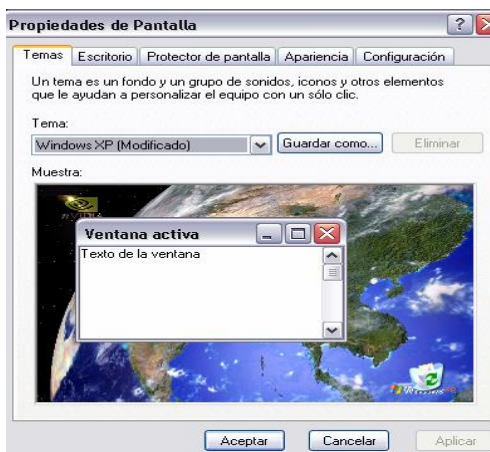 Propiedades de Pantalla
Temas Escritorio Protector de pantalla Apariencia Configuración
Un tema es un fondo y un grupo de sonidos, iconos y otros elementos
que le ayudan a personalizar el equipo con un sólo clic.
Tema:
Windows XP (Modificado) Guardar como... Eliminar
Muestra:
nVIDIA
Ventana activa
Texto de la ventana
Aceptar Cancelar Aplicar